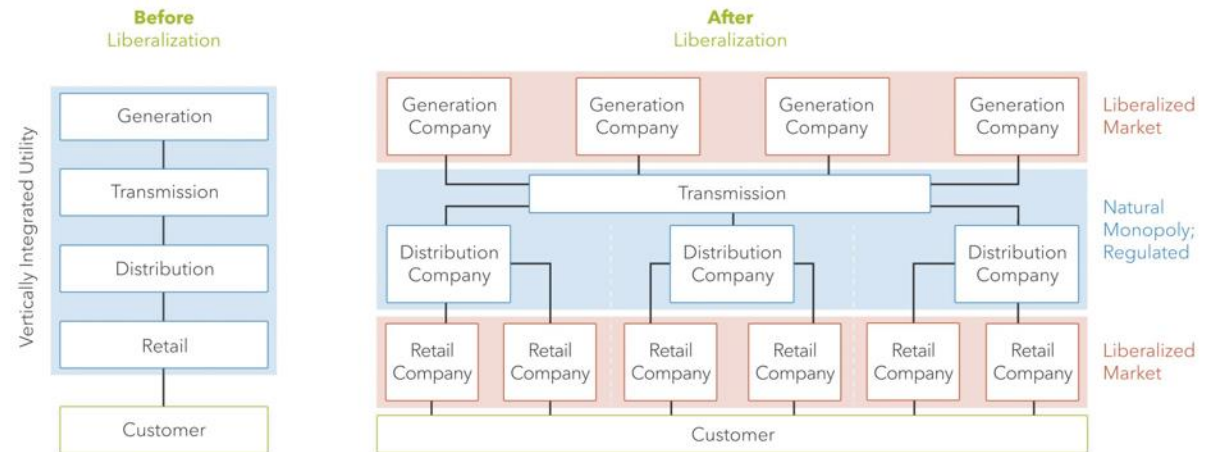 Before
Liberalization
Vertically Integrated Utility
Generation
Transmission
Distribution
Retail
Customer
After
Liberalization
Generation
Company
Generation
Company
Generation
Company
Generation
Company
Liberalized
Market
Transmission
Natural
Monopoly;
Regulated
Distribution
Company
Distribution
Company
Distribution
Company
Retail
Company
Retail
Company
Retail
Company
Retail
Company
Retail
Company
Retail
Company
Liberalized
Market
Customer